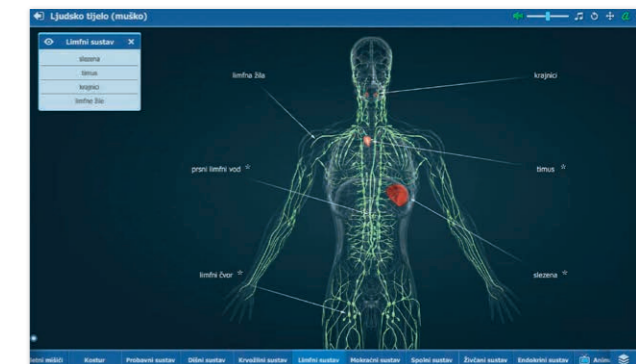 Ljudsko tijelo (muško)
Limfni sustav
slezena
timus
krajnici
limfne žile
limfna žila
krajnici
prsni limfni vod *
timus *
limfni čvor *
slezena *
mišići Kostur Probavni sustav Dišni sustav Krvožilni sustav Limfni sustav Mokraćni sustav Spolni sustav Živčani sustav Endokrini sustav